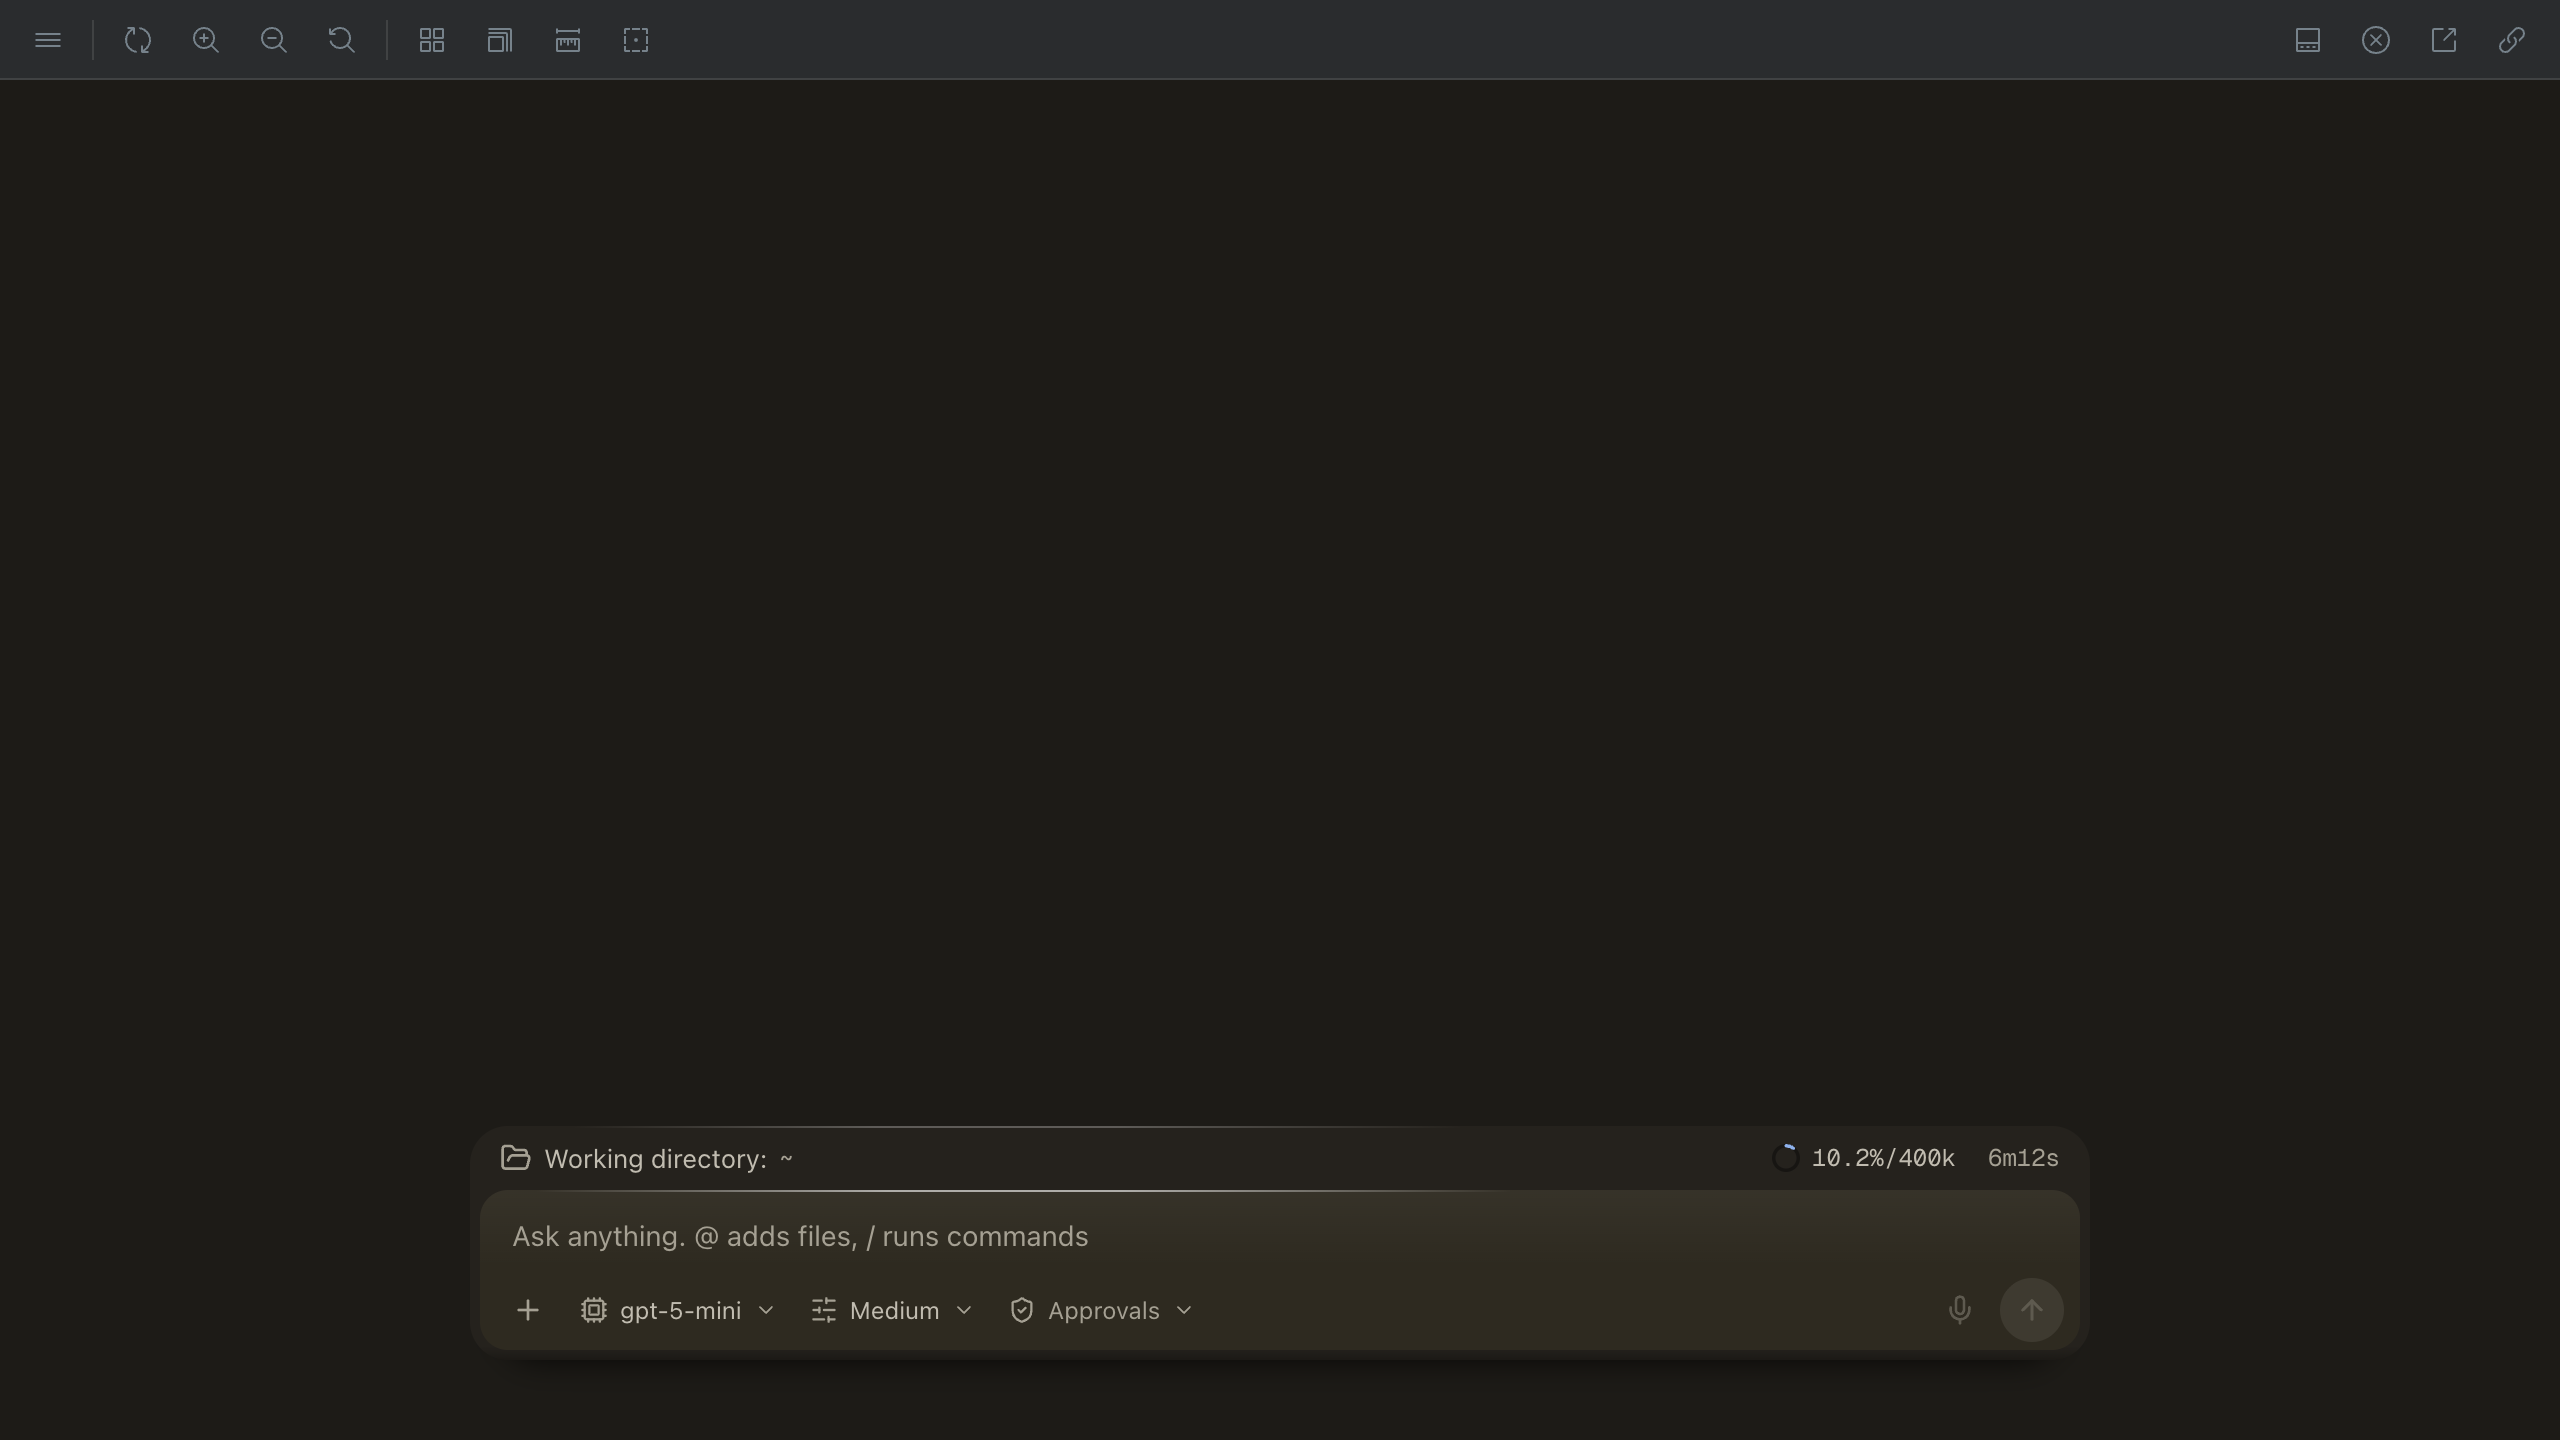 Working directory: ~ 10.2%/400k 6m12s
Ask anything. @ adds files, / runs commands
gpt-5-mini Medium Approvals